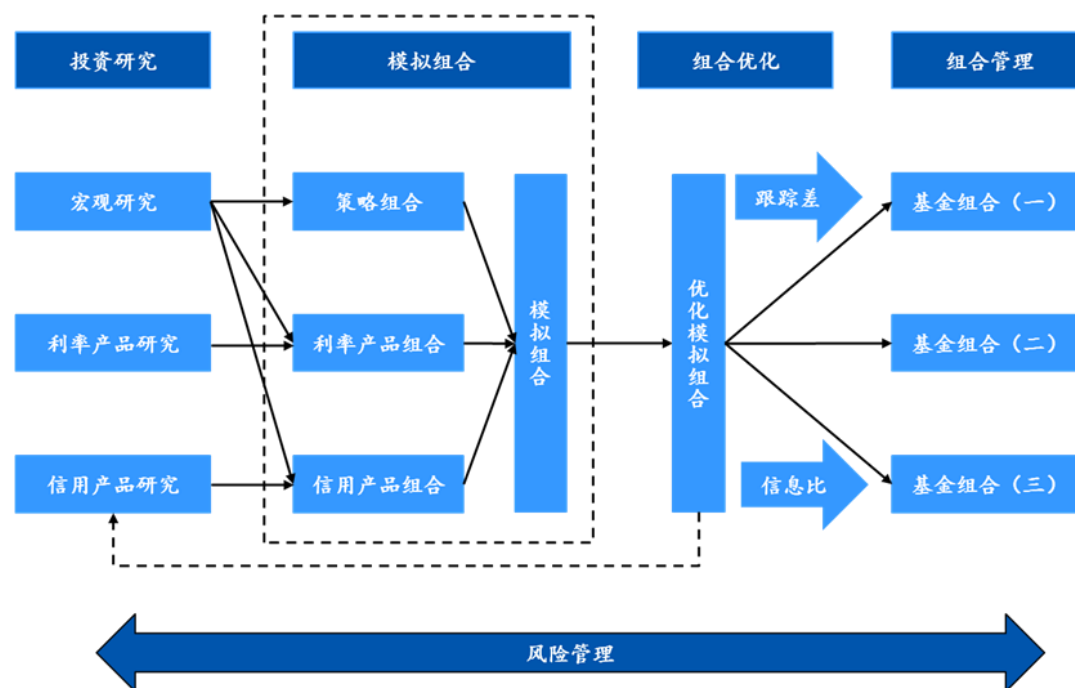 投资研究
模拟组合
组合优化
组合管理
宏观研究
策略组合
跟踪差
基金组合（一）
利率产品研究
利率产品组合
模拟组合
优化模拟组合
基金组合（二）
信用产品研究
信用产品组合
信息比
基金组合（三）
风险管理